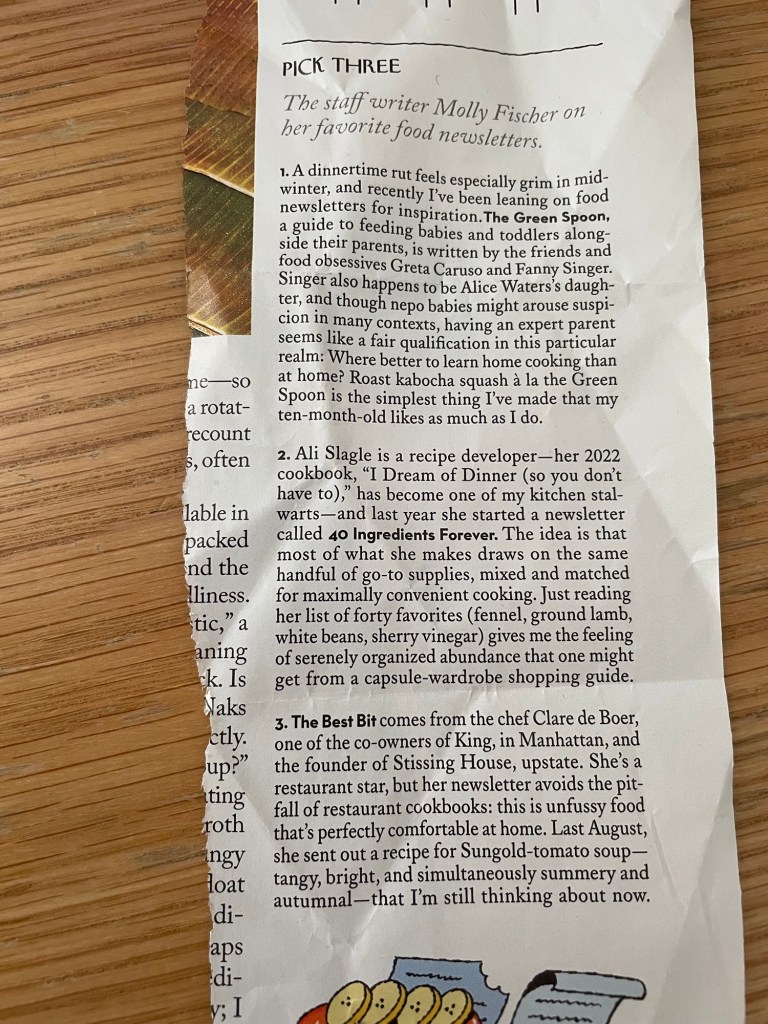 PICK THREE
The staff writer Molly Fischer on
her favorite food newsletters.
1. A dinnertime rut feels especially grim in mid-
winter, and recently I've been leaning on food
newsletters for inspiration. The Green Spoon,
a guide to feeding babies and toddlers along-
side their parents, is written by the friends and
food obsessives Greta Caruso and Fanny Singer.
Singer also happens to be Alice Waters's daugh-
ter, and though nepo babies might arouse suspi-
cion in many contexts, having an expert parent
seems like a fair qualification in this particular
realm: Where better to learn home cooking than
at home? Roast kabocha squash à la the Green
Spoon is the simplest thing I've made that my
ten-month-old likes as much as I do.
2. Ali Slagle is a recipe developer—her 2022
cookbook, “I Dream of Dinner (so you don't
have to),” has become one of my kitchen stal-
warts—and last year she started a newsletter
called 40 Ingredients Forever. The idea is that
most of what she makes draws on the same
handful of go-to supplies, mixed and matched
for maximally convenient cooking. Just reading
her list of forty favorites (fennel, ground lamb,
white beans, sherry vinegar) gives me the feeling
of serenely organized abundance that one might
get from a capsule-wardrobe shopping guide.
3. The Best Bit comes from the chef Clare de Boer,
one of the co-owners of King, in Manhattan, and
the founder of Stissing House, upstate. She's a
restaurant star, but her newsletter avoids the pit-
fall of restaurant cookbooks: this is unfussy food
that's perfectly comfortable at home. Last August,
she sent out a recipe for Sungold-tomato soup—
tangy, bright, and simultaneously summery and
autumnal—that I'm still thinking about now.
—so
a rotat-
recount
often
in
packed
the
a
Is
up?”
I